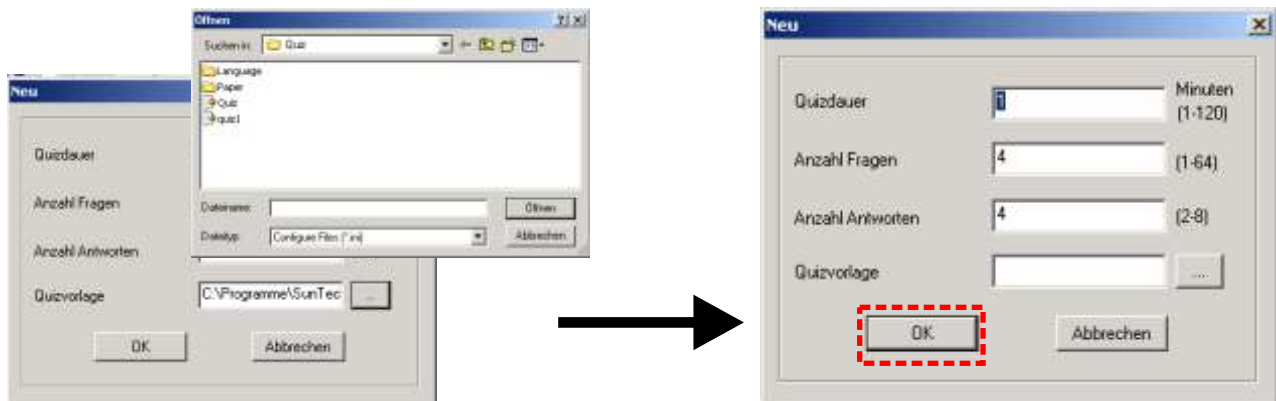 Öffnen
Suchen in:
Quiz
Language
Paper
Quiz
quiz1
Dateiname:
Öffnen
Dateityp:
Configure Files (*.ini)
Abbrechen
Neu
Quizdauer
Anzahl Fragen
Anzahl Antworten
Quizvorlage
C:\Programme\SunTec
...
OK
Abbrechen
Neu
Quizdauer
1
Minuten
(1-120)
Anzahl Fragen
4
(1-64)
Anzahl Antworten
4
(2-8)
Quizvorlage
....
OK
Abbrechen